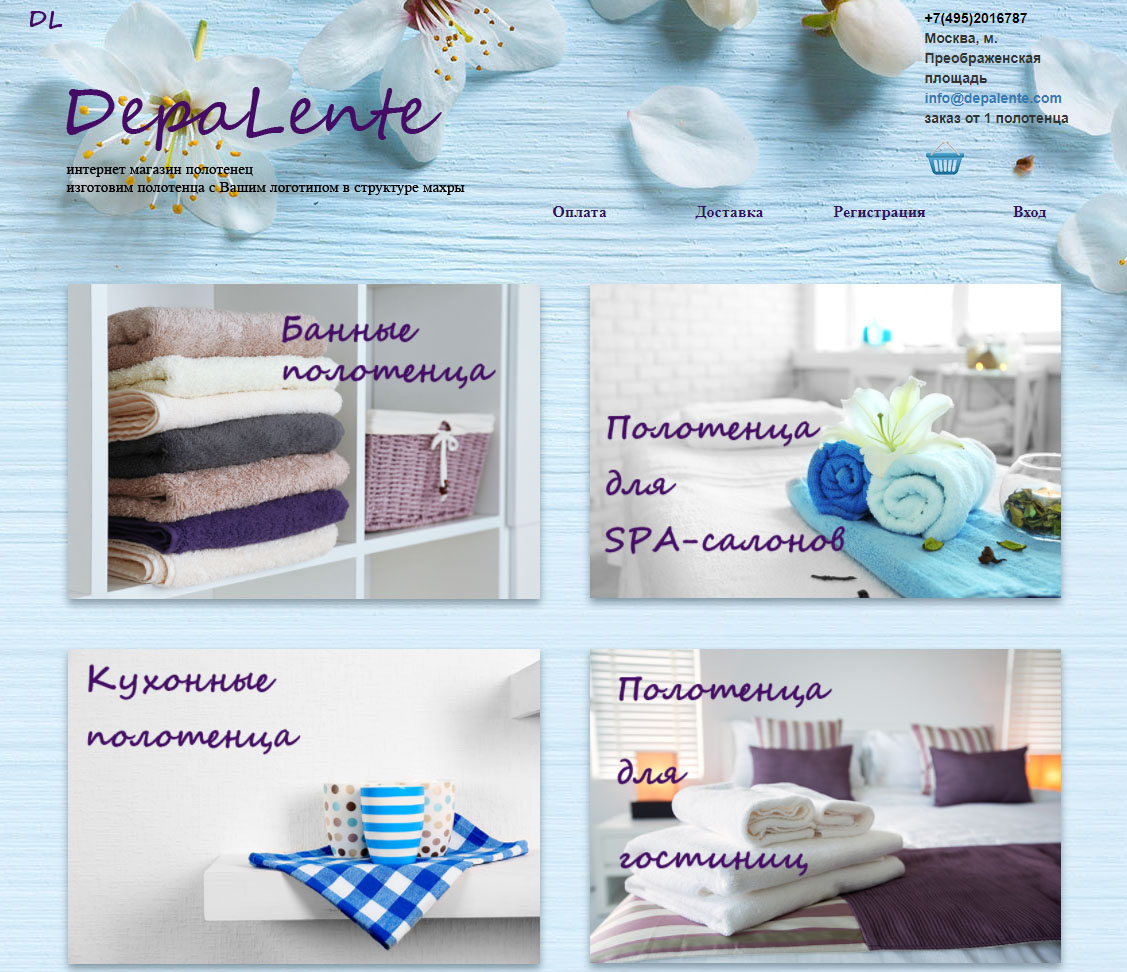 DL
+7(495)2016787
Москва, м.
Преображенская
площадь
info@depalente.com
заказ от 1 полотенца
DepaLente
интернет магазин полотенец
изготовим полотенца с Вашим логотипом в структуре махры
Оплата Доставка Регистрация Вход
Банные
полотенца
Полотенца
для
SPA-салонов
Кухонные
полотенца
Полотенца
для
гостиниц